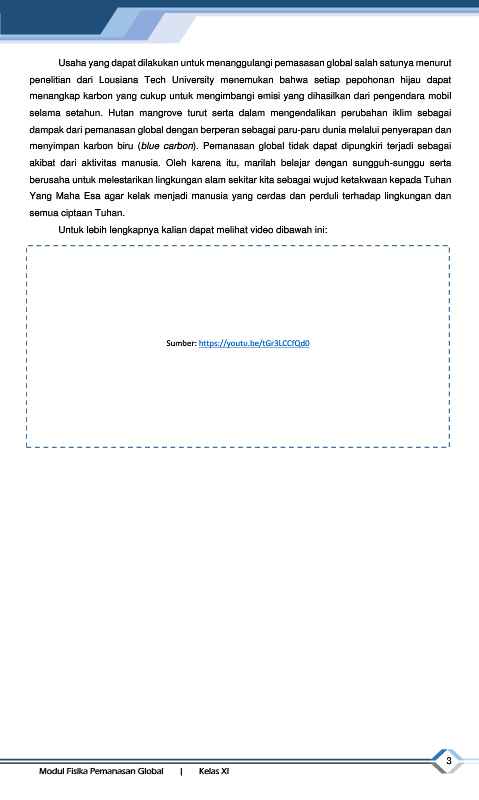 Usaha yang dapat dilakukan untuk menanggulangi pemasasan global salah satunya menurut
penelitian dari Lousiana Tech University menemukan bahwa setiap pepohonan hijau dapat
menangkap karbon yang cukup untuk mengimbangi emisi yang dihasilkan dari pengendara mobil
selama setahun. Hutan mangrove turut serta dalam mengendalikan perubahan iklim sebagai
dampak dari pemanasan global dengan berperan sebagai paru-paru dunia melalui penyerapan dan
menyimpan karbon biru (blue carbon). Pemanasan global tidak dapat dipungkiri terjadi sebagai
akibat dari aktivitas manusia. Oleh karena itu, marilah belajar dengan sungguh-sunggu serta
berusaha untuk melestarikan lingkungan alam sekitar kita sebagai wujud ketakwaan kepada Tuhan
Yang Maha Esa agar kelak menjadi manusia yang cerdas dan perduli terhadap lingkungan dan
semua ciptaan Tuhan.
Untuk lebih lengkapnya kalian dapat melihat video dibawah ini:
Sumber: https://youtu.be/tGr3LCCfQd0
3
Modul Fisika Pemanasan Global | Kelas XI